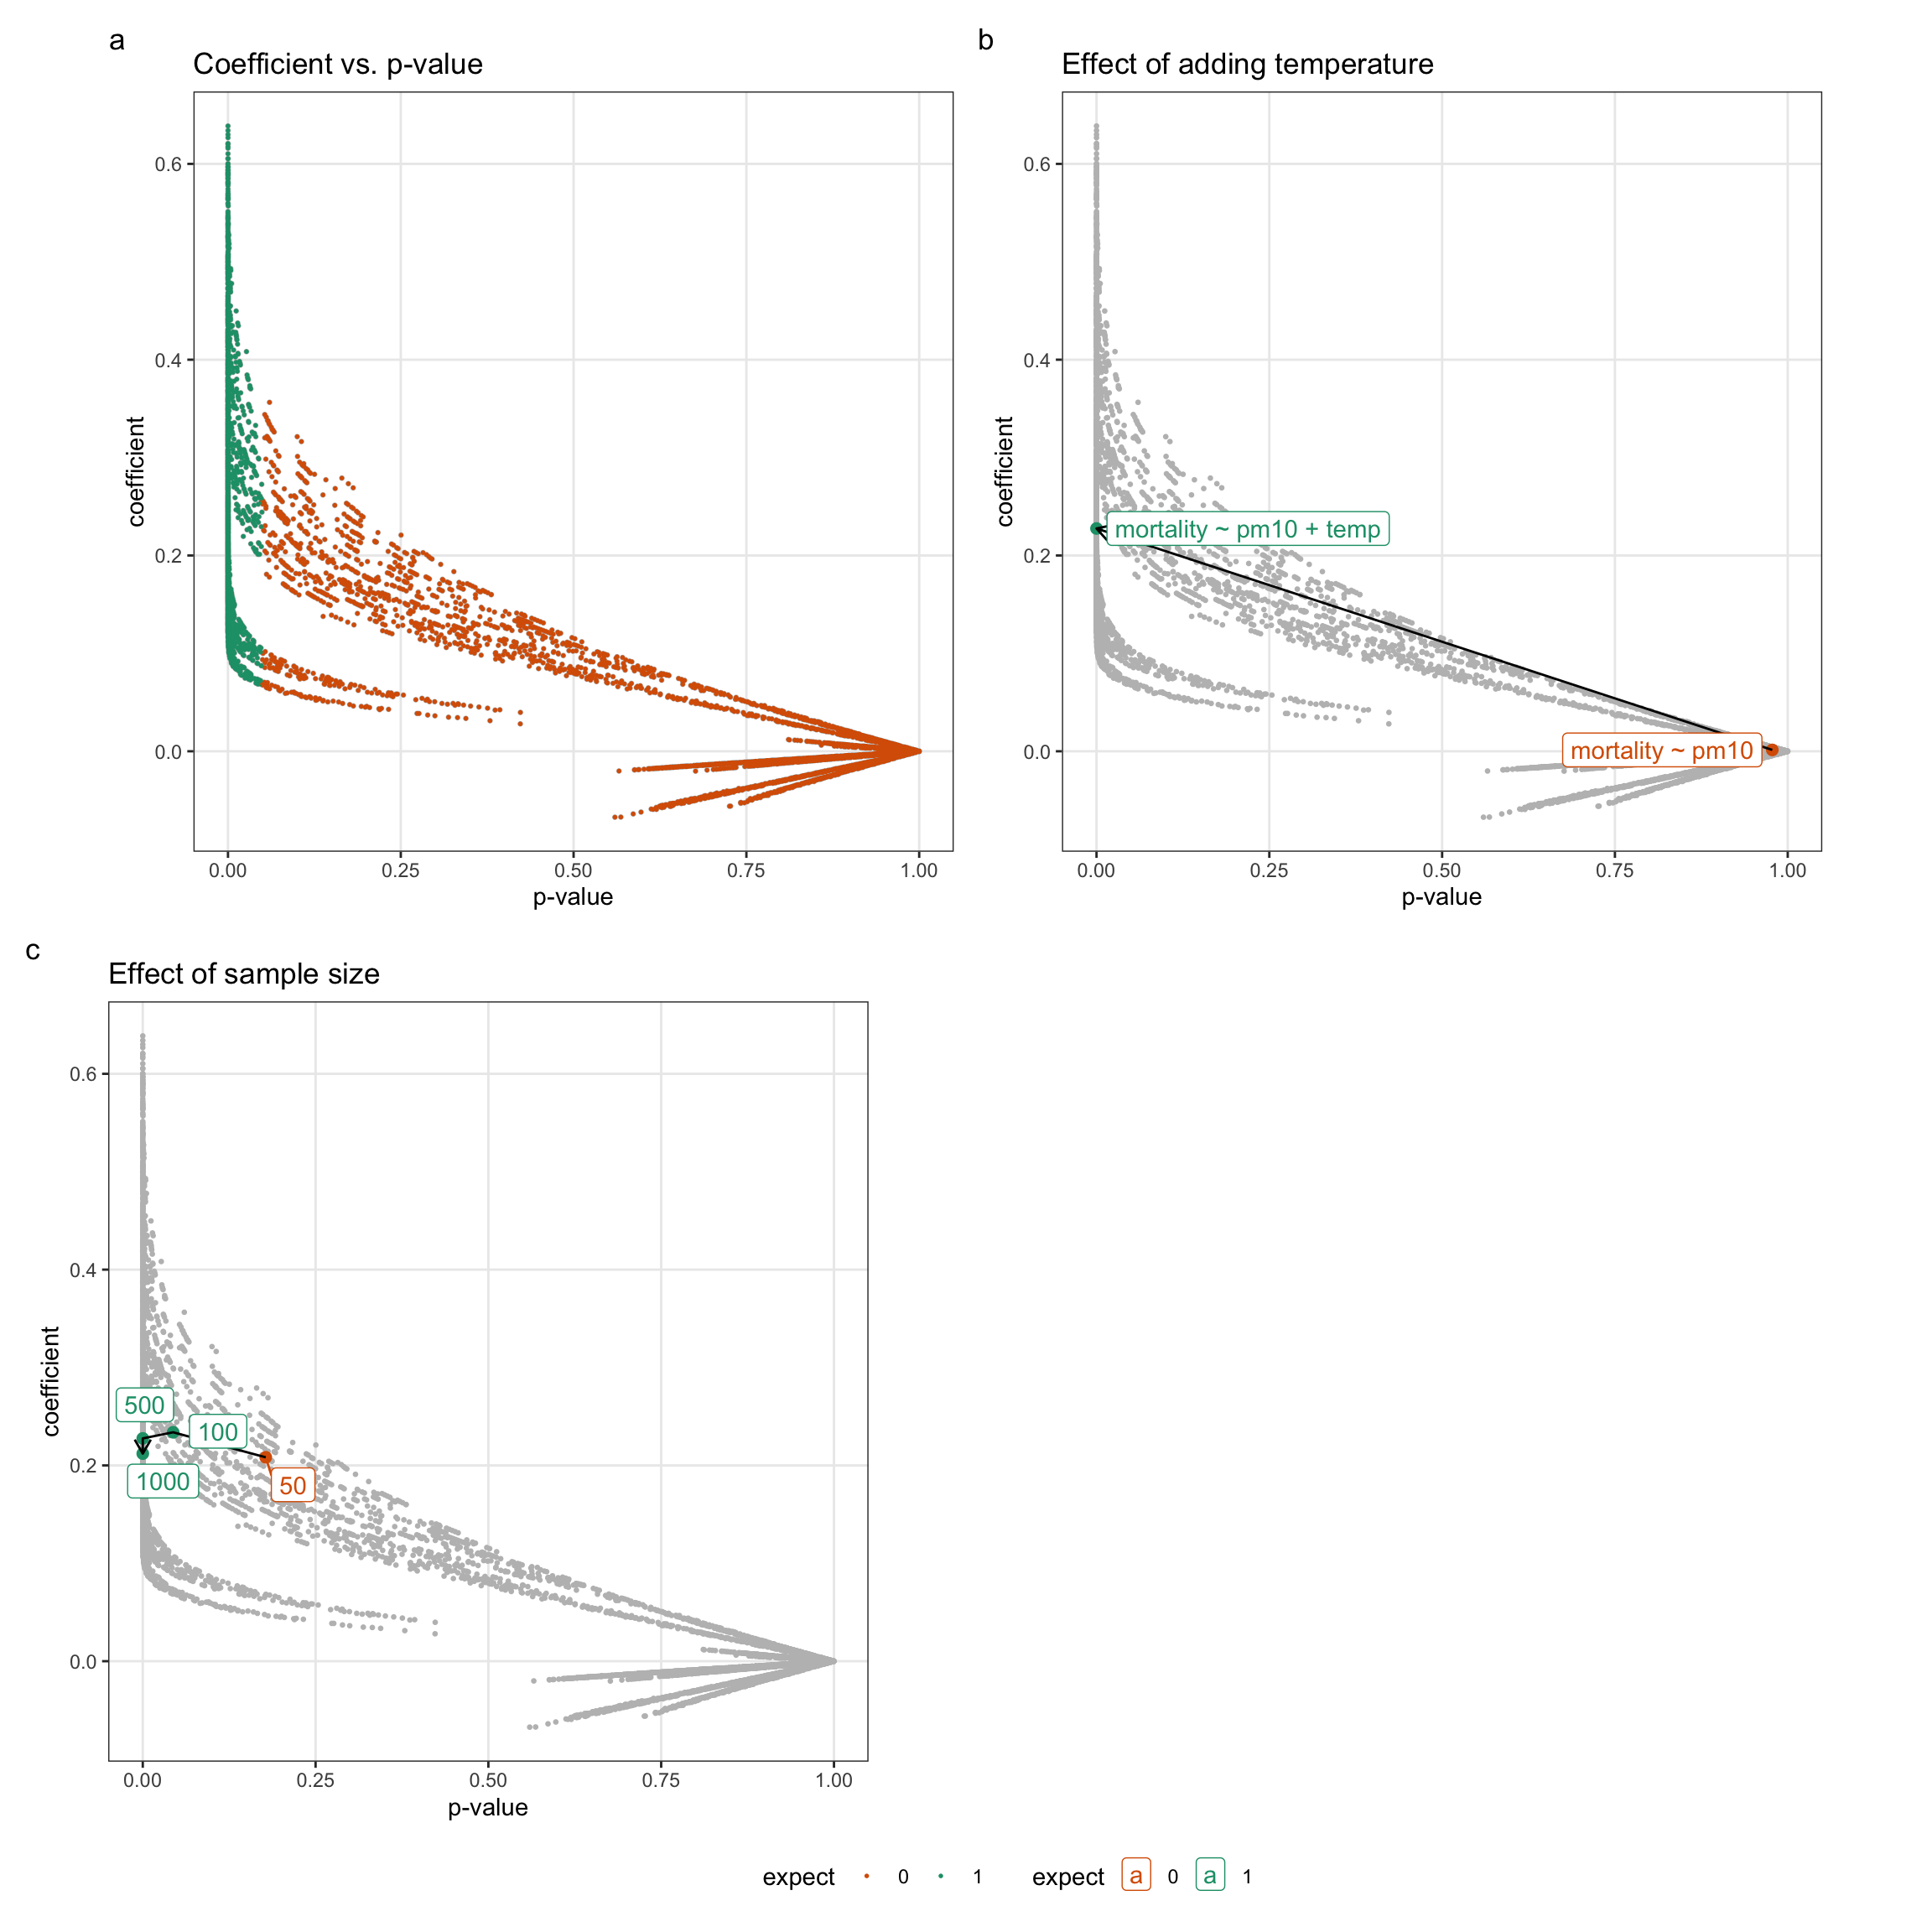 a
Coefficient vs. p-value
coefficient
0.6
0.4
0.2
0.0
0.00 0.25 0.50 0.75 1.00
p-value
b
Effect of adding temperature
coefficient
0.6
0.4
0.2
0.0
mortality ~ pm10 + temp
mortality ~ pm10
0.00 0.25 0.50 0.75 1.00
p-value
c
Effect of sample size
coefficient
0.6
0.4
0.2
0.0
500
100
1000
50
0.00 0.25 0.50 0.75 1.00
p-value
expect 0 1 expect a 0 a 1